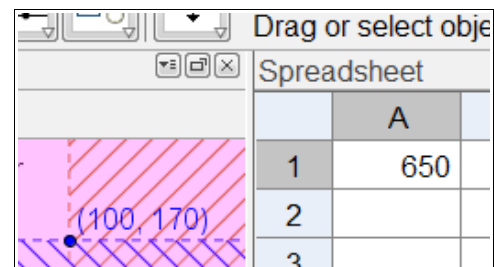 Drag or select obje
Spreadsheet
A
1 650
(100, 170)
2
3